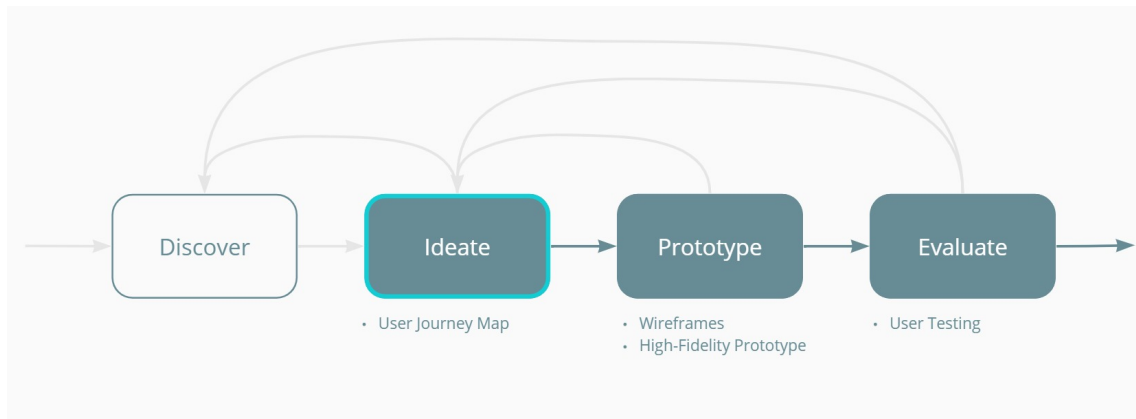 Discover
Ideate
Prototype
Evaluate
• User Journey Map
• Wireframes
• High-Fidelity Prototype
• User Testing